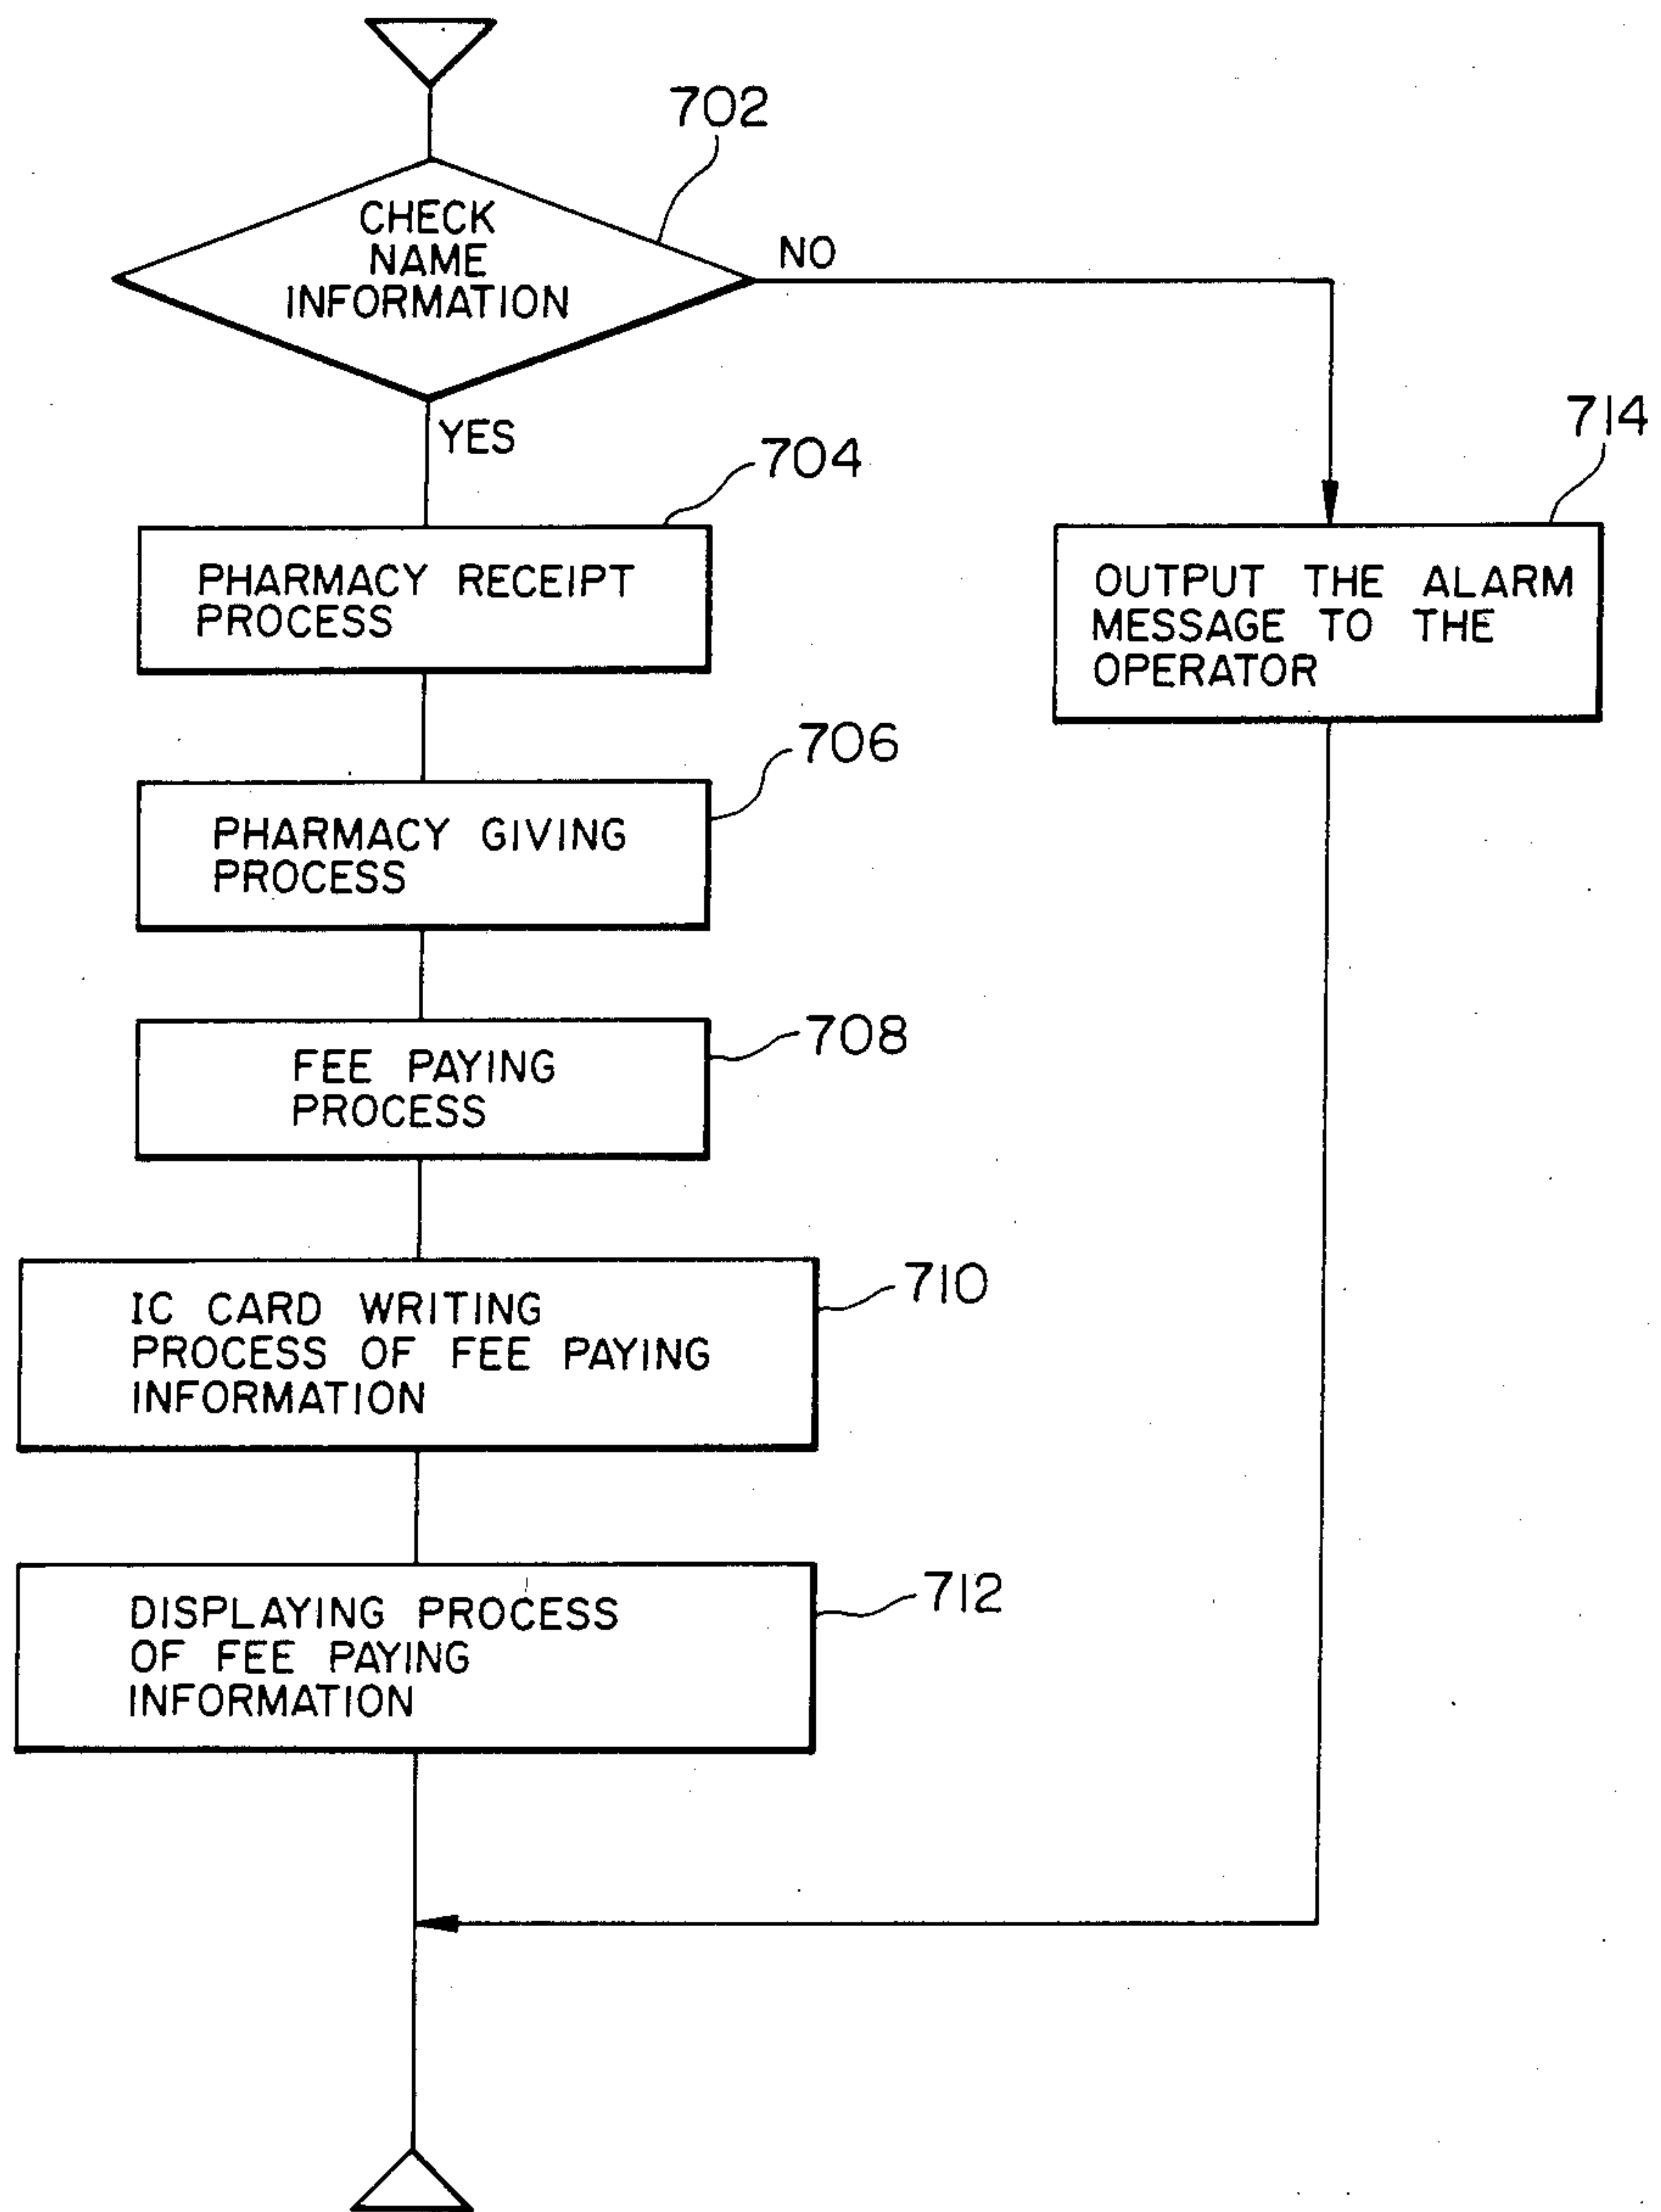 702
CHECK
NAME
INFORMATION
NO
YES
704
PHARMACY RECEIPT
PROCESS
714
OUTPUT THE ALARM
MESSAGE TO THE
OPERATOR
706
PHARMACY GIVING
PROCESS
708
FEE PAYING
PROCESS
710
IC CARD WRITING
PROCESS OF FEE PAYING
INFORMATION
712
DISPLAYING PROCESS
OF FEE PAYING
INFORMATION